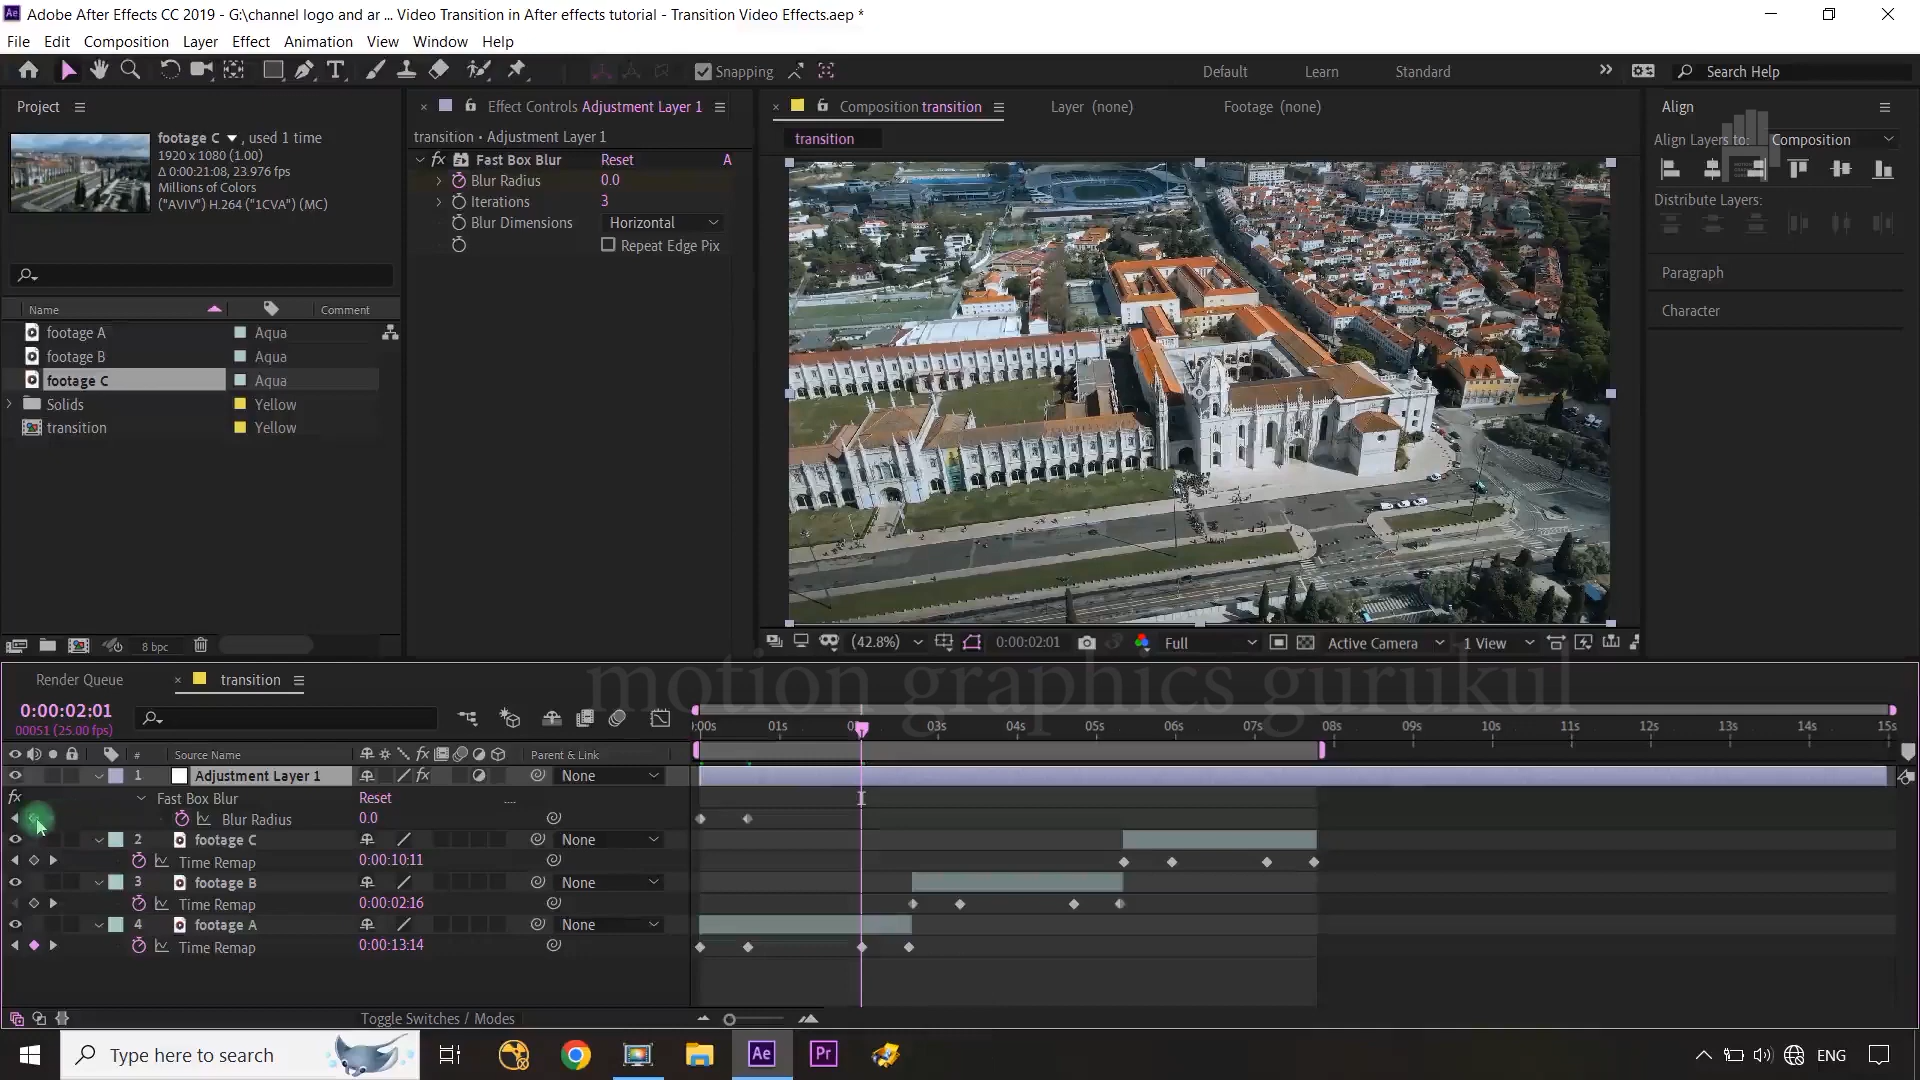 Adobe After Effects CC 2019 - G:\channel logo and ar ... Video Transition in After effects tutorial - Transition Video Effects.aep *
File Edit Composition Layer Effect Animation View Window Help
Snapping
Default Learn Standard
Search Help
Project
footage C , used 1 time
1920 x 1080 (1.00)
Δ 0:00:21:08, 23.976 fps
Millions of Colors
("AVIV") H.264 ("1CVA") (MC)
Name Comment
footage A Aqua
footage B Aqua
footage C Aqua
Solids Yellow
transition Yellow
8 bpc
Effect Controls Adjustment Layer 1
transition • Adjustment Layer 1
fx Fast Box Blur Reset A
Blur Radius 0.0
Iterations 3
Blur Dimensions Horizontal
Repeat Edge Pix
Composition transition
Layer (none)
Footage (none)
transition
(42.8%) 0:00:02:01 Full Active Camera 1 View
Align
Align Layers to: Composition
Distribute Layers:
Paragraph
Character
motion graphics gurukul
Render Queue transition
0:00:02:01
00051 (25.00 fps)
:00s 01s 03s 04s 05s 06s 07s 08s 09s 10s 11s 12s 13s 14s 15s
# Source Name fx Parent & Link
1 Adjustment Layer 1 fx None
fx Fast Box Blur Reset ....
Blur Radius 0.0
2 footage C None
Time Remap 0:00:10:11
3 footage B None
Time Remap 0:00:02:16
4 footage A None
Time Remap 0:00:13:14
Toggle Switches / Modes
Type here to search
Ae
Pr
ENG